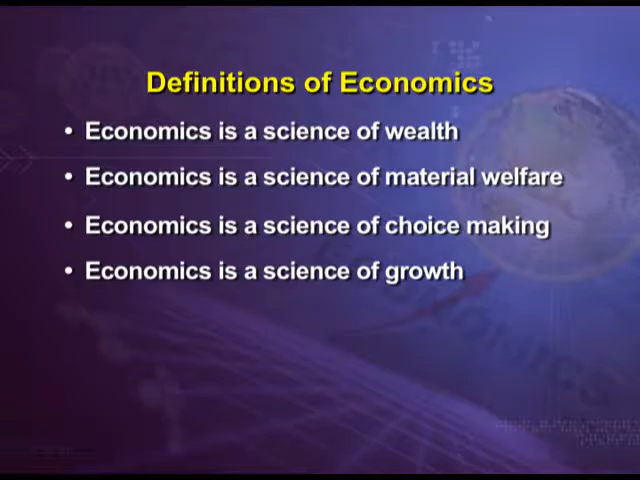 Definitions of Economics
• Economics is a science of wealth
• Economics is a science of material welfare
• Economics is a science of choice making
• Economics is a science of growth